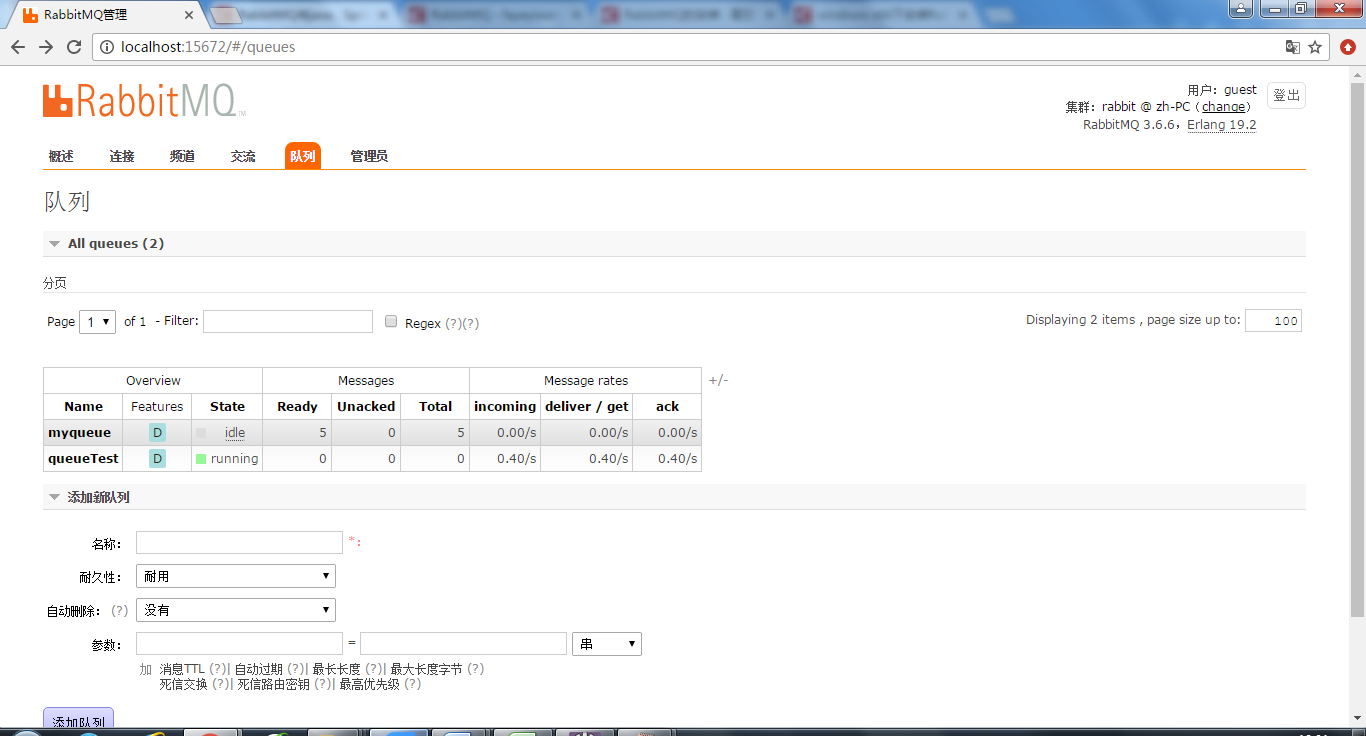 RabbitMQ管理
localhost:15672/#/queues
RabbitMQ™
用户：guest
登出
集群：rabbit @ zh-PC（change）
RabbitMQ 3.6.6，Erlang 19.2
概述 连接 频道 交流 队列 管理员
队列
All queues (2)
分页
Page 1 of 1 - Filter: Regex (?)(?)
Displaying 2 items , page size up to: 100
Overview Messages Message rates +/-
Name Features State Ready Unacked Total incoming deliver / get ack
myqueue D idle 5 0 5 0.00/s 0.00/s 0.00/s
queueTest D running 0 0 0 0.40/s 0.40/s 0.40/s
添加新队列
名称： *：
耐久性： 耐用
自动删除：(?) 没有
参数： = 串
加 消息TTL (?)| 自动过期 (?)| 最长长度 (?)| 最大长度字节 (?)
死信交换 (?)| 死信路由密钥 (?)| 最高优先级 (?)
添加队列